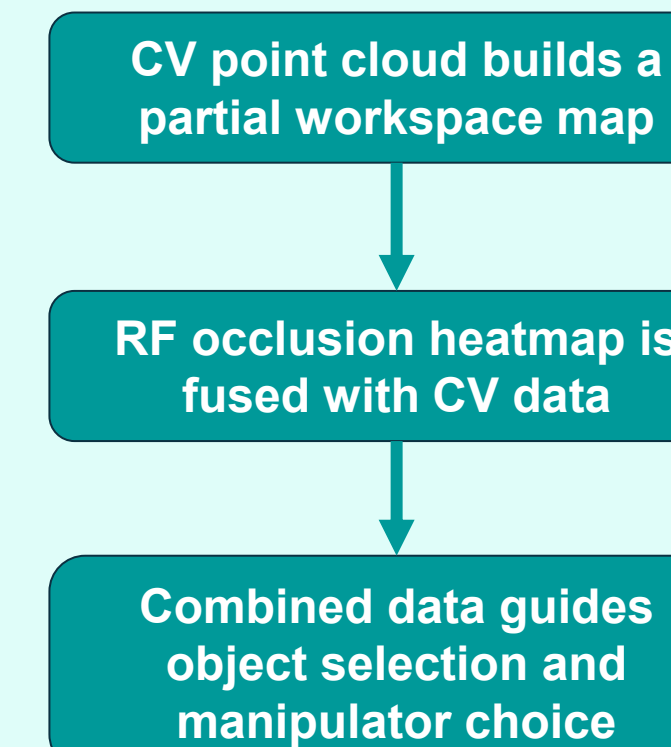 CV point cloud builds a
partial workspace map
RF occlusion heatmap is
fused with CV data
Combined data guides
object selection and
manipulator choice